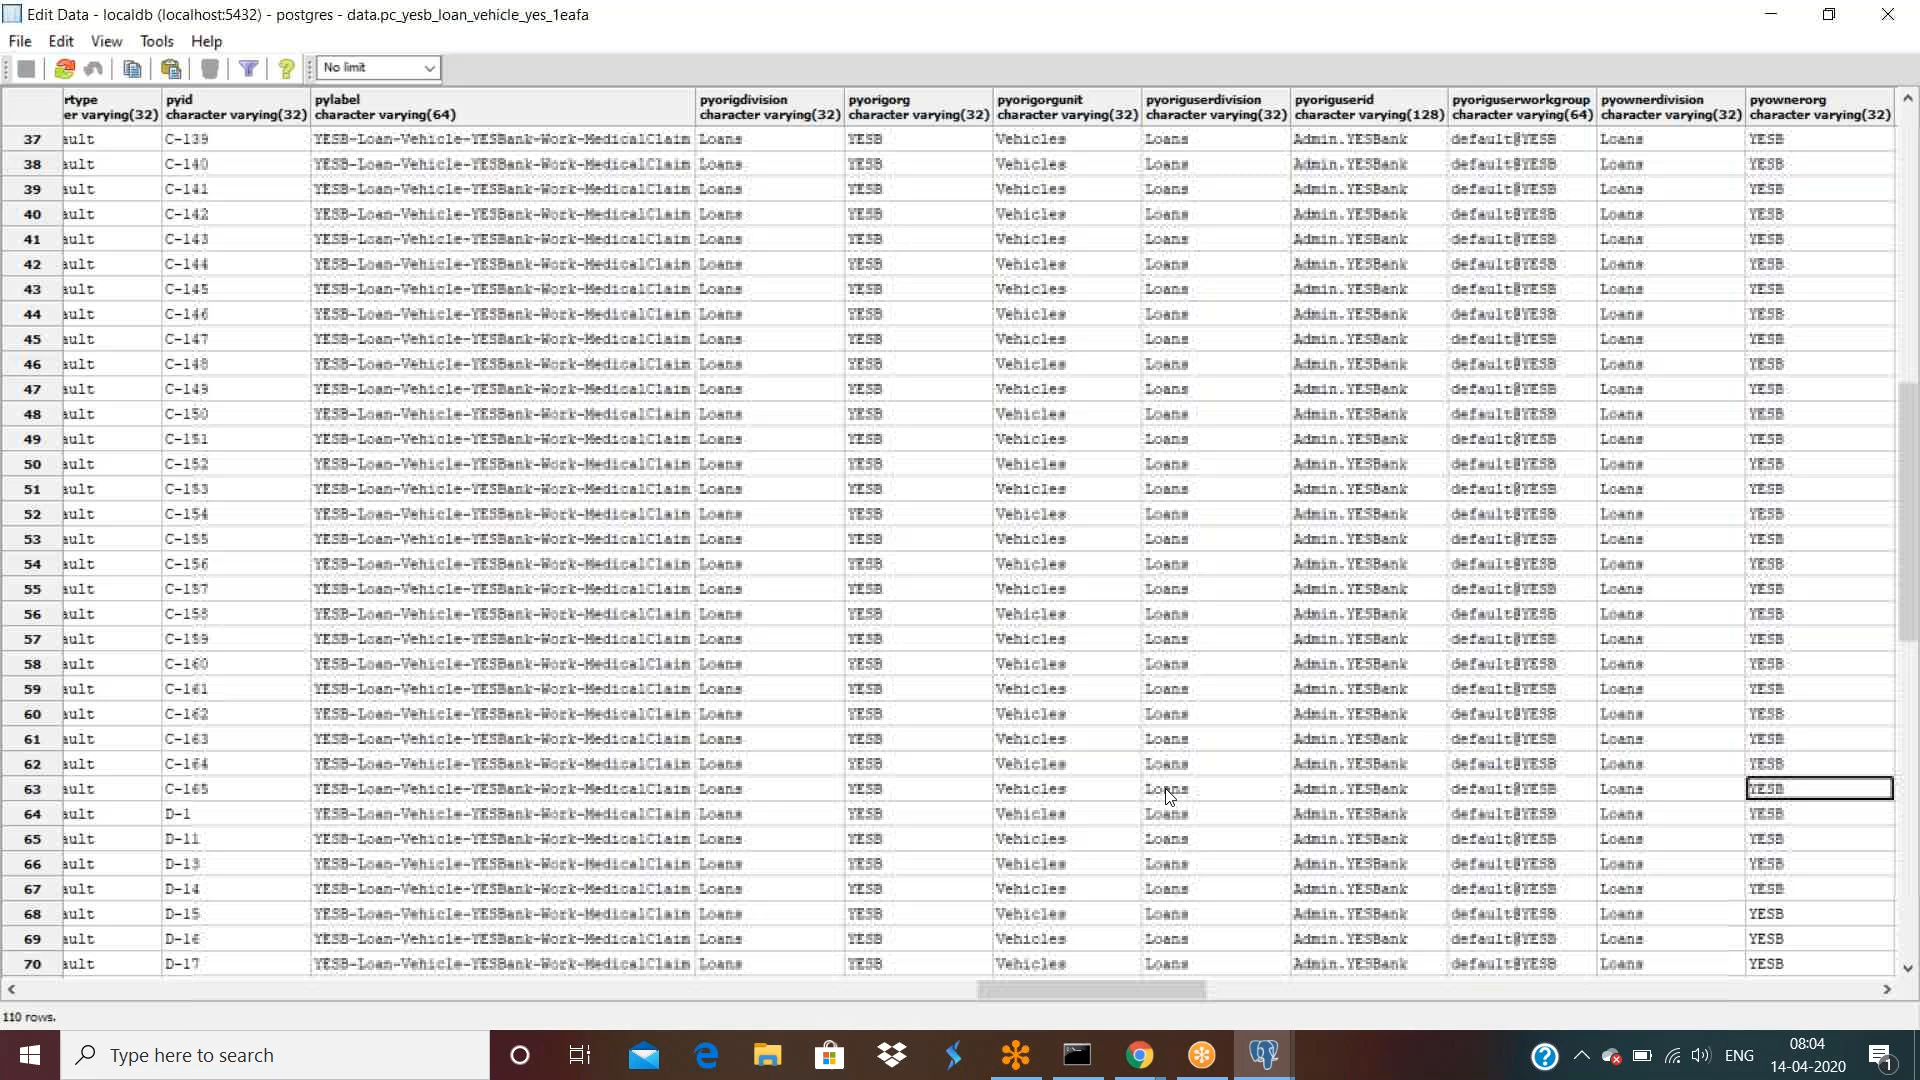 Edit Data - localdb (localhost:5432) - postgres - data.pc_yesb_loan_vehicle_yes_1eafa
File Edit View Tools Help
No limit
rtype pyid pylabel pyorigdivision pyorigorg pyorigorgunit pyoriguserdivision pyoriguserid pyoriguserworkgroup pyownerdivision pyownerorg
er varying(32) character varying(32) character varying(64) character varying(32) character varying(32) character varying(32) character varying(32) character varying(128) character varying(64) character varying(32) character varying(32)
37 ault C-139 YESB-Loan-Vehicle-YESBank-Work-MedicalClaim Loans YESB Vehicles Loans Admin.YESBank default@YESB Loans YESB
38 ault C-140 YESB-Loan-Vehicle-YESBank-Work-MedicalClaim Loans YESB Vehicles Loans Admin.YESBank default@YESB Loans YESB
39 ault C-141 YESB-Loan-Vehicle-YESBank-Work-MedicalClaim Loans YESB Vehicles Loans Admin.YESBank default@YESB Loans YESB
40 ault C-142 YESB-Loan-Vehicle-YESBank-Work-MedicalClaim Loans YESB Vehicles Loans Admin.YESBank default@YESB Loans YESB
41 ault C-143 YESB-Loan-Vehicle-YESBank-Work-MedicalClaim Loans YESB Vehicles Loans Admin.YESBank default@YESB Loans YESB
42 ault C-144 YESB-Loan-Vehicle-YESBank-Work-MedicalClaim Loans YESB Vehicles Loans Admin.YESBank default@YESB Loans YESB
43 ault C-145 YESB-Loan-Vehicle-YESBank-Work-MedicalClaim Loans YESB Vehicles Loans Admin.YESBank default@YESB Loans YESB
44 ault C-146 YESB-Loan-Vehicle-YESBank-Work-MedicalClaim Loans YESB Vehicles Loans Admin.YESBank default@YESB Loans YESB
45 ault C-147 YESB-Loan-Vehicle-YESBank-Work-MedicalClaim Loans YESB Vehicles Loans Admin.YESBank default@YESB Loans YESB
46 ault C-148 YESB-Loan-Vehicle-YESBank-Work-MedicalClaim Loans YESB Vehicles Loans Admin.YESBank default@YESB Loans YESB
47 ault C-149 YESB-Loan-Vehicle-YESBank-Work-MedicalClaim Loans YESB Vehicles Loans Admin.YESBank default@YESB Loans YESB
48 ault C-150 YESB-Loan-Vehicle-YESBank-Work-MedicalClaim Loans YESB Vehicles Loans Admin.YESBank default@YESB Loans YESB
49 ault C-151 YESB-Loan-Vehicle-YESBank-Work-MedicalClaim Loans YESB Vehicles Loans Admin.YESBank default@YESB Loans YESB
50 ault C-152 YESB-Loan-Vehicle-YESBank-Work-MedicalClaim Loans YESB Vehicles Loans Admin.YESBank default@YESB Loans YESB
51 ault C-153 YESB-Loan-Vehicle-YESBank-Work-MedicalClaim Loans YESB Vehicles Loans Admin.YESBank default@YESB Loans YESB
52 ault C-154 YESB-Loan-Vehicle-YESBank-Work-MedicalClaim Loans YESB Vehicles Loans Admin.YESBank default@YESB Loans YESB
53 ault C-155 YESB-Loan-Vehicle-YESBank-Work-MedicalClaim Loans YESB Vehicles Loans Admin.YESBank default@YESB Loans YESB
54 ault C-156 YESB-Loan-Vehicle-YESBank-Work-MedicalClaim Loans YESB Vehicles Loans Admin.YESBank default@YESB Loans YESB
55 ault C-157 YESB-Loan-Vehicle-YESBank-Work-MedicalClaim Loans YESB Vehicles Loans Admin.YESBank default@YESB Loans YESB
56 ault C-158 YESB-Loan-Vehicle-YESBank-Work-MedicalClaim Loans YESB Vehicles Loans Admin.YESBank default@YESB Loans YESB
57 ault C-159 YESB-Loan-Vehicle-YESBank-Work-MedicalClaim Loans YESB Vehicles Loans Admin.YESBank default@YESB Loans YESB
58 ault C-160 YESB-Loan-Vehicle-YESBank-Work-MedicalClaim Loans YESB Vehicles Loans Admin.YESBank default@YESB Loans YESB
59 ault C-161 YESB-Loan-Vehicle-YESBank-Work-MedicalClaim Loans YESB Vehicles Loans Admin.YESBank default@YESB Loans YESB
60 ault C-162 YESB-Loan-Vehicle-YESBank-Work-MedicalClaim Loans YESB Vehicles Loans Admin.YESBank default@YESB Loans YESB
61 ault C-163 YESB-Loan-Vehicle-YESBank-Work-MedicalClaim Loans YESB Vehicles Loans Admin.YESBank default@YESB Loans YESB
62 ault C-164 YESB-Loan-Vehicle-YESBank-Work-MedicalClaim Loans YESB Vehicles Loans Admin.YESBank default@YESB Loans YESB
63 ault C-165 YESB-Loan-Vehicle-YESBank-Work-MedicalClaim Loans YESB Vehicles Loans Admin.YESBank default@YESB Loans YESB
64 ault D-1 YESB-Loan-Vehicle-YESBank-Work-MedicalClaim Loans YESB Vehicles Loans Admin.YESBank default@YESB Loans YESB
65 ault D-11 YESB-Loan-Vehicle-YESBank-Work-MedicalClaim Loans YESB Vehicles Loans Admin.YESBank default@YESB Loans YESB
66 ault D-13 YESB-Loan-Vehicle-YESBank-Work-MedicalClaim Loans YESB Vehicles Loans Admin.YESBank default@YESB Loans YESB
67 ault D-14 YESB-Loan-Vehicle-YESBank-Work-MedicalClaim Loans YESB Vehicles Loans Admin.YESBank default@YESB Loans YESB
68 ault D-15 YESB-Loan-Vehicle-YESBank-Work-MedicalClaim Loans YESB Vehicles Loans Admin.YESBank default@YESB Loans YESB
69 ault D-16 YESB-Loan-Vehicle-YESBank-Work-MedicalClaim Loans YESB Vehicles Loans Admin.YESBank default@YESB Loans YESB
70 ault D-17 YESB-Loan-Vehicle-YESBank-Work-MedicalClaim Loans YESB Vehicles Loans Admin.YESBank default@YESB Loans YESB
110 rows.
Type here to search
ENG
08:04
14-04-2020
1